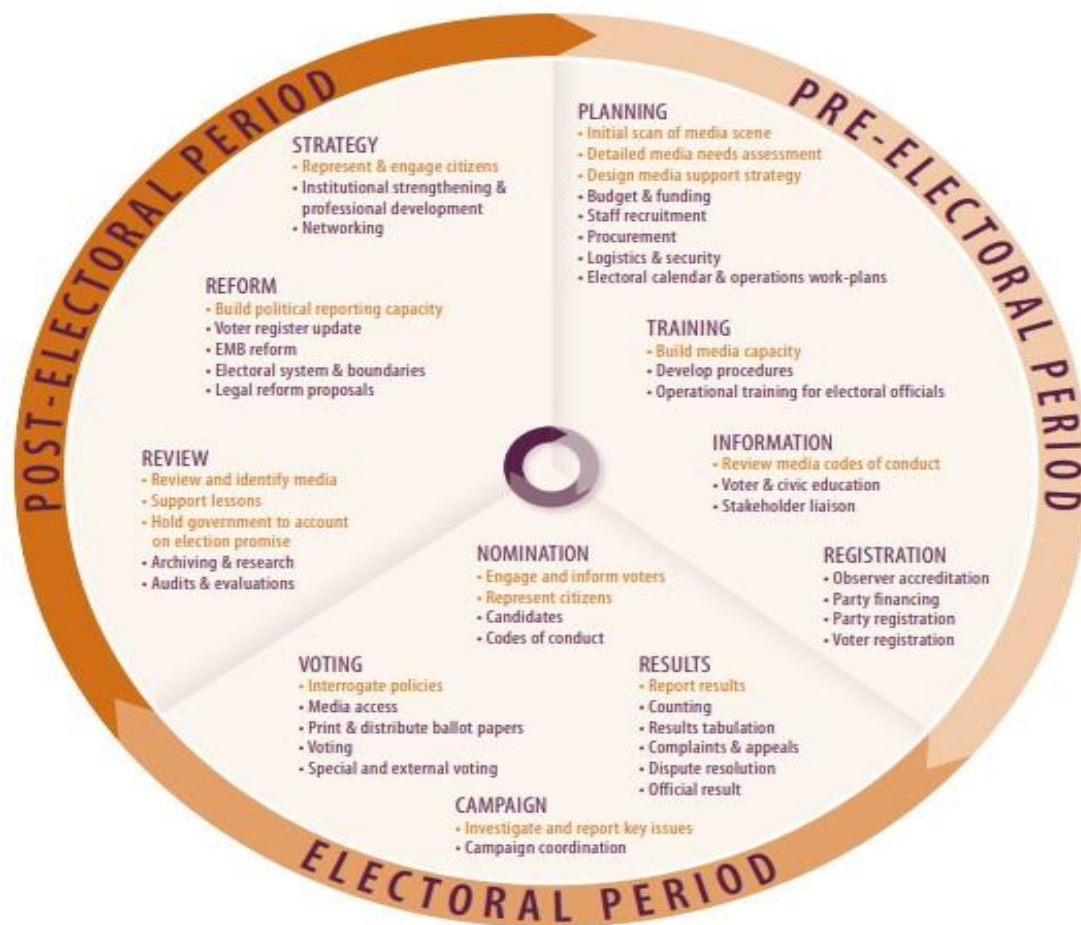 POST-ELECTORAL PERIOD
PRE-ELECTORAL PERIOD
ELECTORAL PERIOD
PLANNING
• Initial scan of media scene
• Detailed media needs assessment
• Design media support strategy
• Budget & funding
• Staff recruitment
• Procurement
• Logistics & security
• Electoral calendar & operations work-plans
TRAINING
• Build media capacity
• Develop procedures
• Operational training for electoral officials
INFORMATION
• Review media codes of conduct
• Voter & civic education
• Stakeholder liaison
REGISTRATION
• Observer accreditation
• Party financing
• Party registration
• Voter registration
NOMINATION
• Engage and inform voters
• Represent citizens
• Candidates
• Codes of conduct
VOTING
• Interrogate policies
• Media access
• Print & distribute ballot papers
• Voting
• Special and external voting
RESULTS
• Report results
• Counting
• Results tabulation
• Complaints & appeals
• Dispute resolution
• Official result
CAMPAIGN
• Investigate and report key issues
• Campaign coordination
STRATEGY
• Represent & engage citizens
• Institutional strengthening &
professional development
• Networking
REFORM
• Build political reporting capacity
• Voter register update
• EMB reform
• Electoral system & boundaries
• Legal reform proposals
REVIEW
• Review and identify media
• Support lessons
• Hold government to account
on election promise
• Archiving & research
• Audits & evaluations